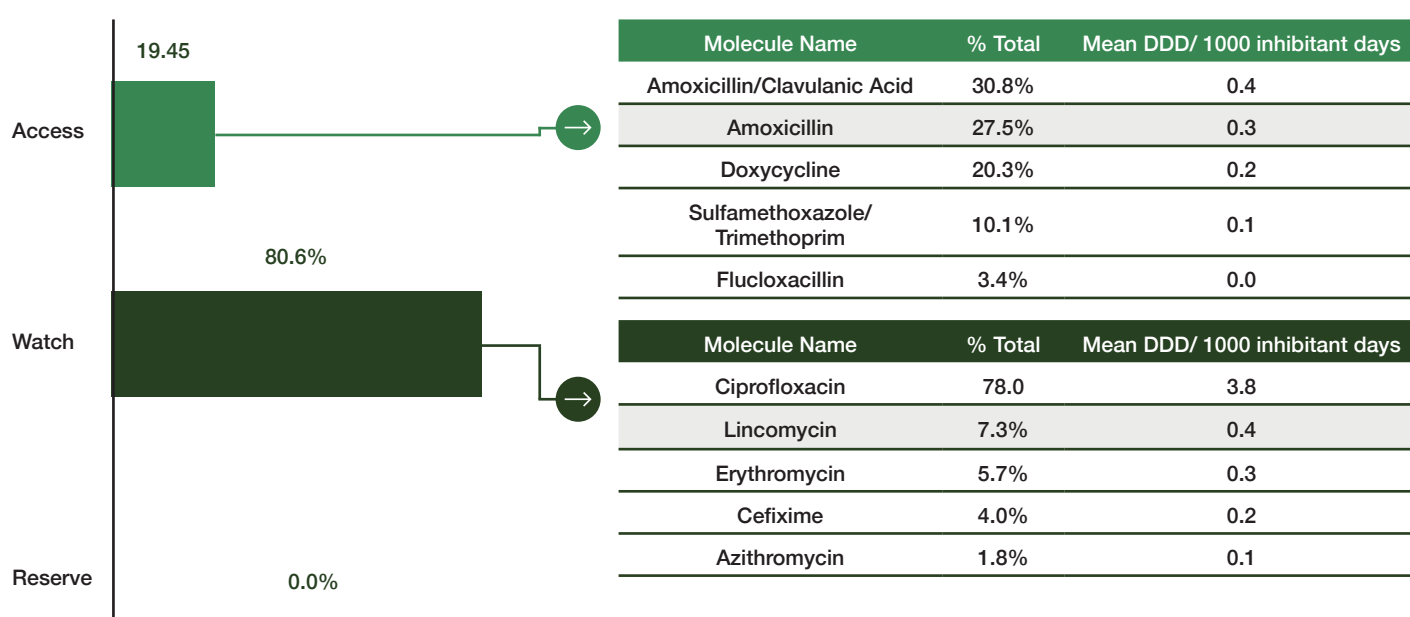 19.45
Access
80.6%
Watch
Reserve
0.0%
Molecule Name % Total Mean DDD/ 1000 inhibitant days
Amoxicillin/Clavulanic Acid 30.8% 0.4
Amoxicillin 27.5% 0.3
Doxycycline 20.3% 0.2
Sulfamethoxazole/
Trimethoprim 10.1% 0.1
Flucloxacillin 3.4% 0.0
Molecule Name % Total Mean DDD/ 1000 inhibitant days
Ciprofloxacin 78.0 3.8
Lincomycin 7.3% 0.4
Erythromycin 5.7% 0.3
Cefixime 4.0% 0.2
Azithromycin 1.8% 0.1